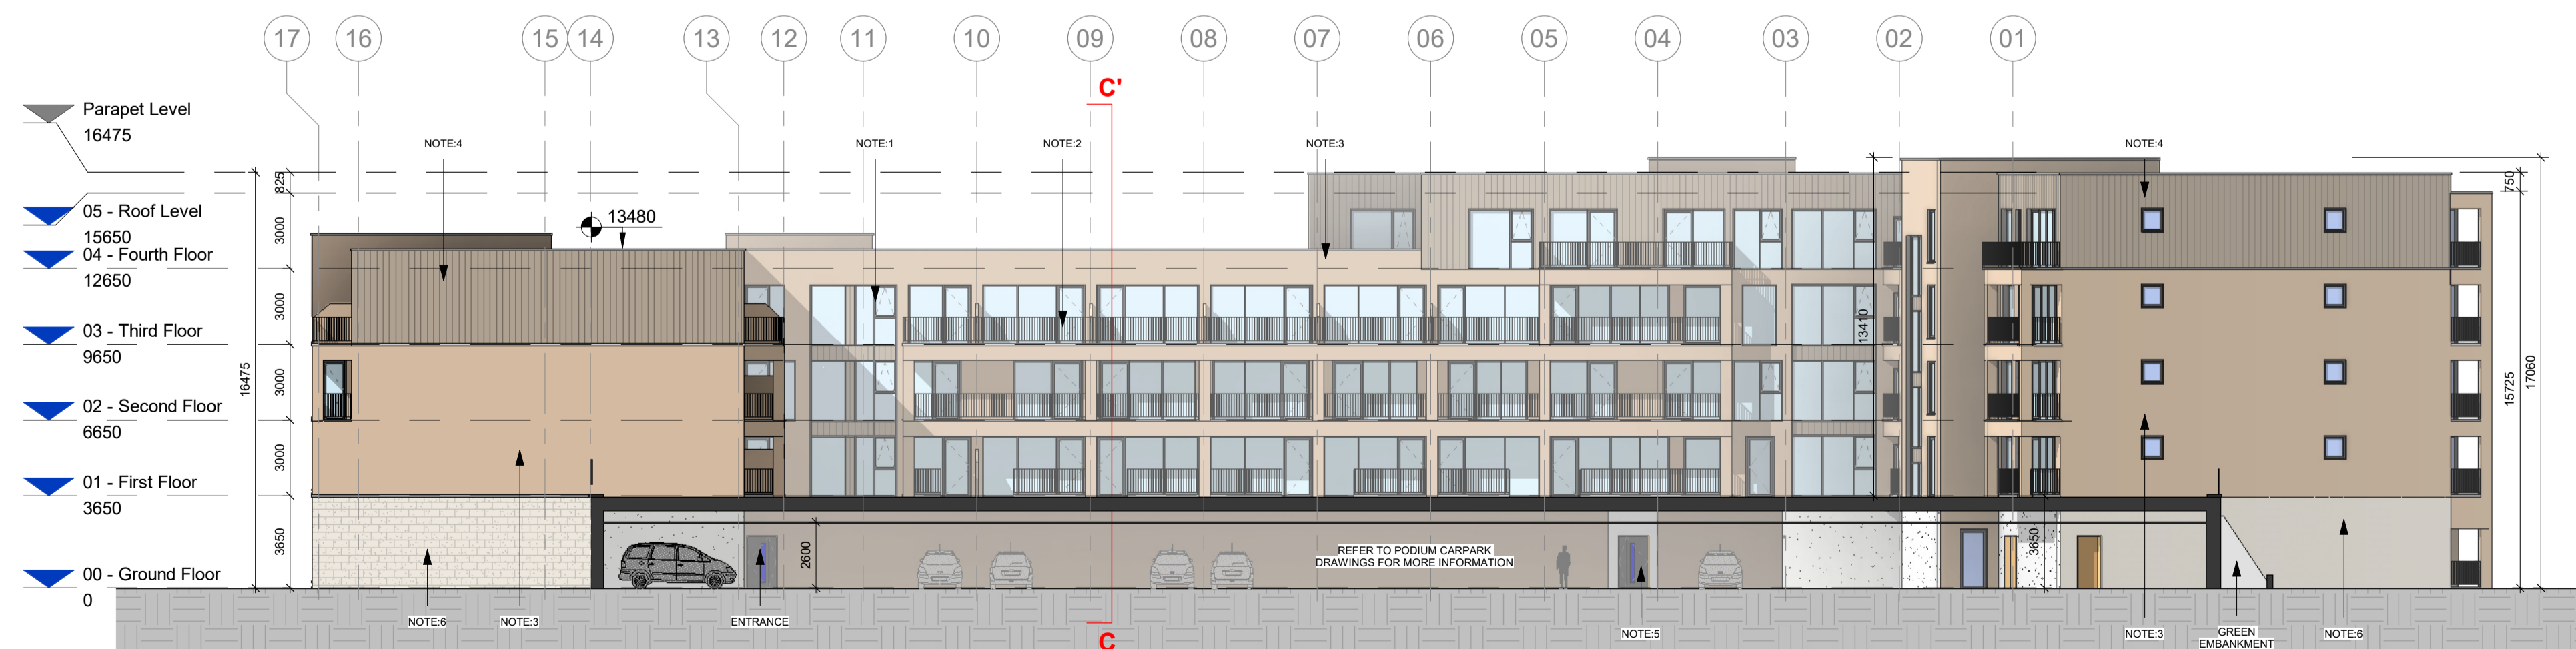 17
16
15
14
13
12
11
10
09
08
07
06
05
04
03
02
01
C'
Parapet Level
16475
NOTE:4
NOTE:1
NOTE:2
NOTE:3
NOTE:4
825
750
05 - Roof Level
15650
13480
3000
04 - Fourth Floor
12650
3000
03 - Third Floor
9650
13410
16475
3000
15725
17060
02 - Second Floor
6650
3000
01 - First Floor
3650
3650
2600
REFER TO PODIUM CARPARK
DRAWINGS FOR MORE INFORMATION
3650
00 - Ground Floor
0
NOTE:6
NOTE:3
ENTRANCE
C
NOTE:5
NOTE:3
GREEN
EMBANKMENT
NOTE:6